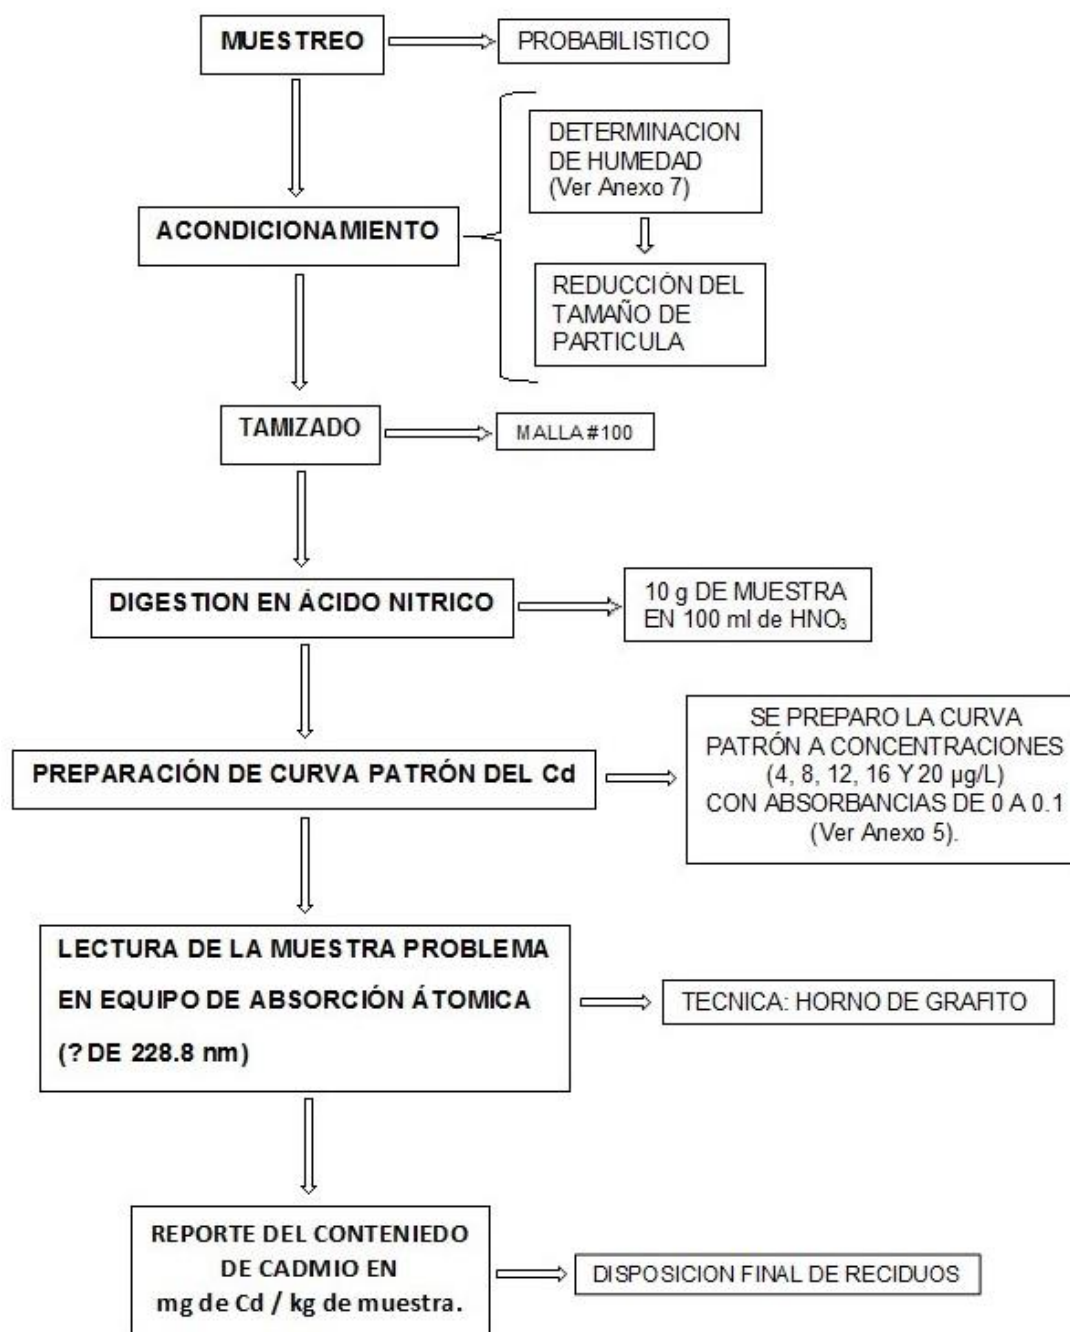 MUESTREO
PROBABILISTICO
DETERMINACION
DE HUMEDAD
(Ver Anexo 7)
ACONDICIONAMIENTO
REDUCCIÓN DEL
TAMAÑO DE
PARTICULA
TAMIZADO
MALLA #100
DIGESTION EN ÁCIDO NITRICO
10 g DE MUESTRA
EN 100 ml de HNO₃
PREPARACIÓN DE CURVA PATRÓN DEL Cd
SE PREPARO LA CURVA
PATRÓN A CONCENTRACIONES
(4, 8, 12, 16 Y 20 µg/L)
CON ABSORBANCIAS DE 0 A 0.1
(Ver Anexo 5).
LECTURA DE LA MUESTRA PROBLEMA
EN EQUIPO DE ABSORCIÓN ÁTOMICA
(? DE 228.8 nm)
TECNICA: HORNO DE GRAFITO
REPORTE DEL CONTENIEDO
DE CADMIO EN
mg de Cd / kg de muestra.
DISPOSICION FINAL DE RECIDUOS